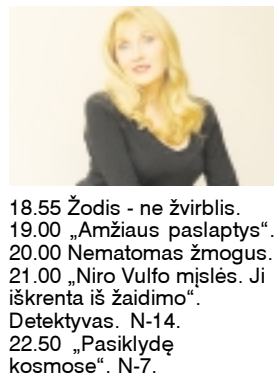 18.55 Žodis - ne žvirblis.
19.00 „Amžiaus paslaptys“.
20.00 Nematomas žmogus.
21.00 „Niro Vulfo mįslės. Ji
iškrenta iš žaidimo“.
Detektyvas. N-14.
22.50 „Pasiklydę
kosmose“. N-7.